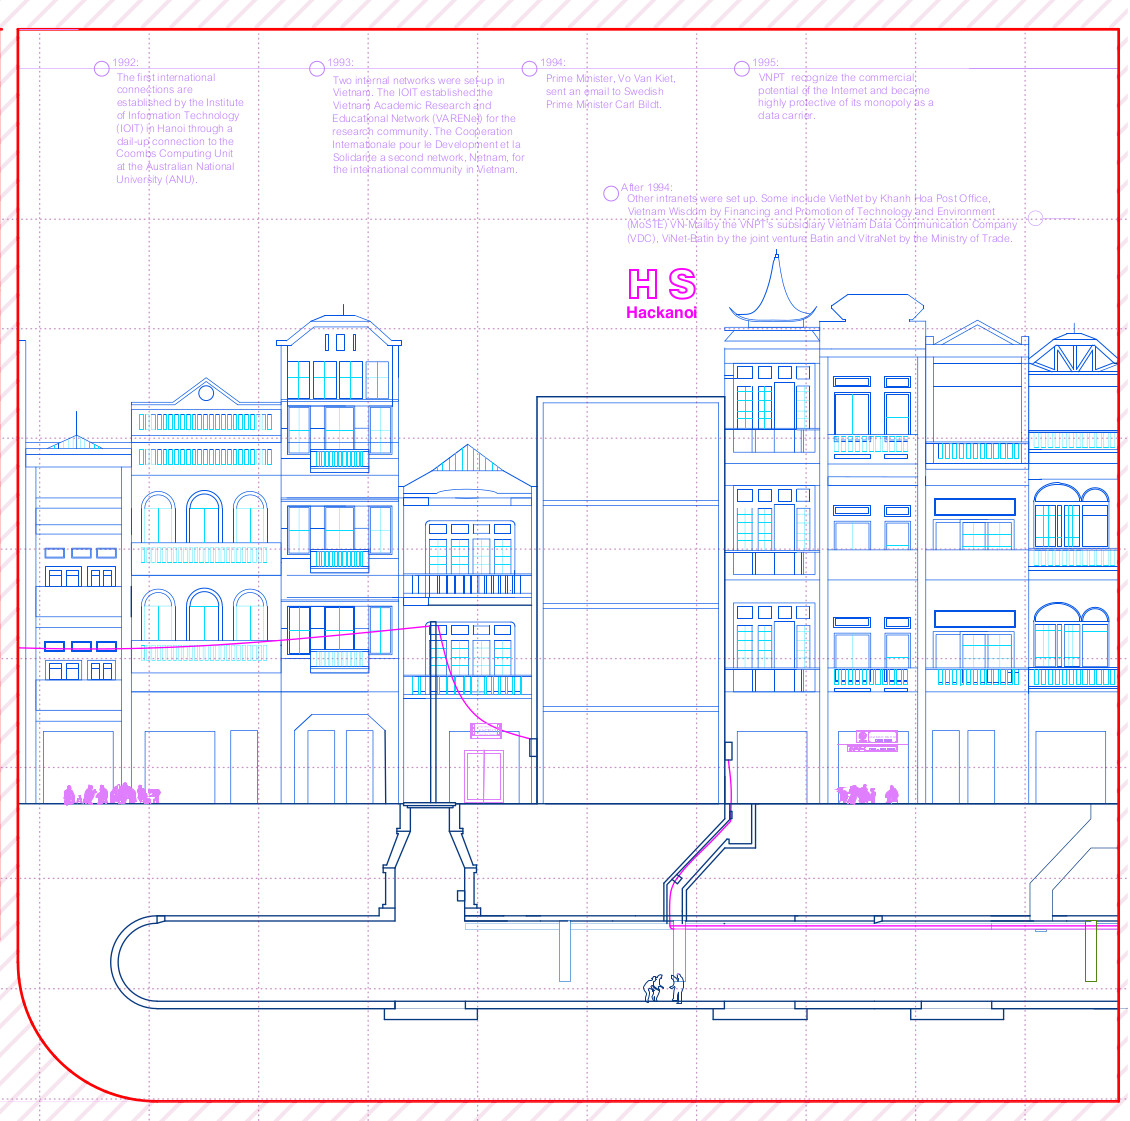 1992:
The first international
connections are
established by the Institute
of Information Technology
(IOIT) in Hanoi through a
dail-up connection to the
Coombs Computing Unit
at the Australian National
University (ANU).
1993:
Two internal networks were set-up in
Vietnam. The IOIT established the
Vietnam Academic Research and
Educational Network (VARENet) for the
research community. The Cooperation
Internationale pour le Development et la
Solidarite a second network, Netnam, for
the international community in Vietnam.
1994:
Prime Minister, Vo Van Kiet,
sent an email to Swedish
Prime Minister Carl Bildt.
1995:
VNPT recognize the commercial
potential of the Internet and became
highly protective of its monopoly as a
data carrier.
After 1994:
Other intranets were set up. Some include VietNet by Khanh Hoa Post Office,
Vietnam Wisdom by Financing and Promotion of Technology and Environment
(MoSTE) VN-Mailby the VNPT's subsidiary Vietnam Data Communication Company
(VDC), ViNet-Batin by the joint venture Batin and VitraNet by the Ministry of Trade.
H S
Hackanoi